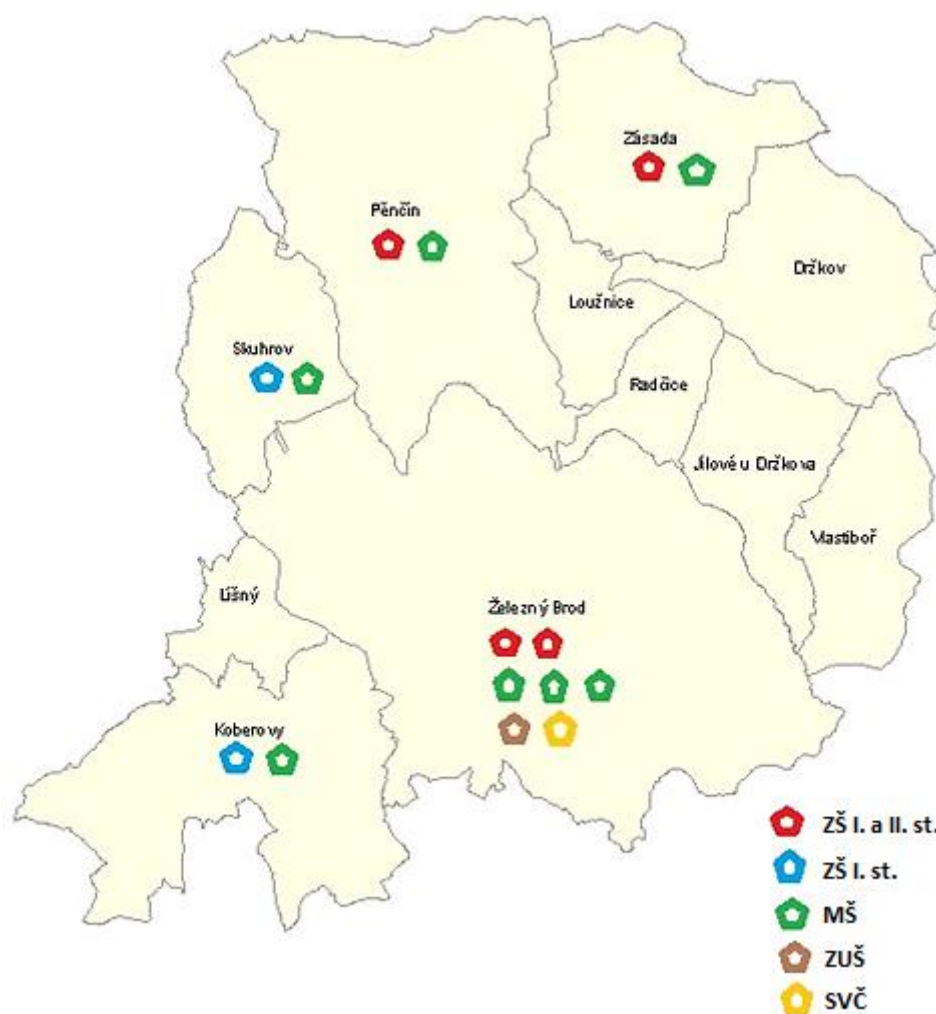 Zásada
Pěnčín
Držkov
Loužnice
Skuhrov
Radčice
Jílové u Držkova
Vlastiboř
Líšný
Železný Brod
Koberovy
ZŠ I. a II. st.
ZŠ I. st.
MŠ
ZUŠ
SVČ